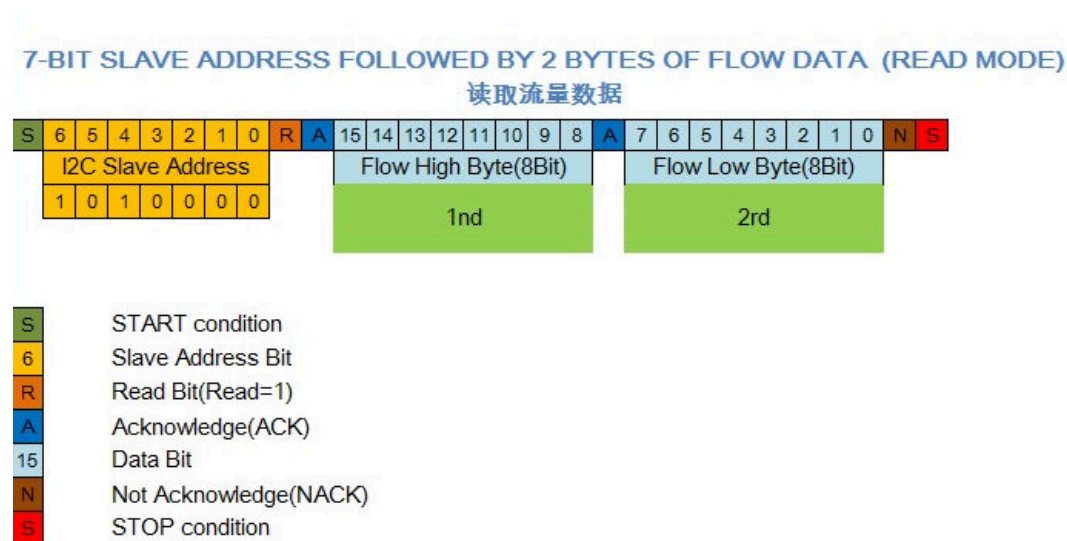 7-BIT SLAVE ADDRESS FOLLOWED BY 2 BYTES OF FLOW DATA (READ MODE)
读取流量数据
S 6 5 4 3 2 1 0 R A 15 14 13 12 11 10 9 8 A 7 6 5 4 3 2 1 0 N S
I2C Slave Address Flow High Byte(8Bit) Flow Low Byte(8Bit)
1 0 1 0 0 0 0 1nd 2rd
S START condition
6 Slave Address Bit
R Read Bit(Read=1)
A Acknowledge(ACK)
15 Data Bit
N Not Acknowledge(NACK)
S STOP condition